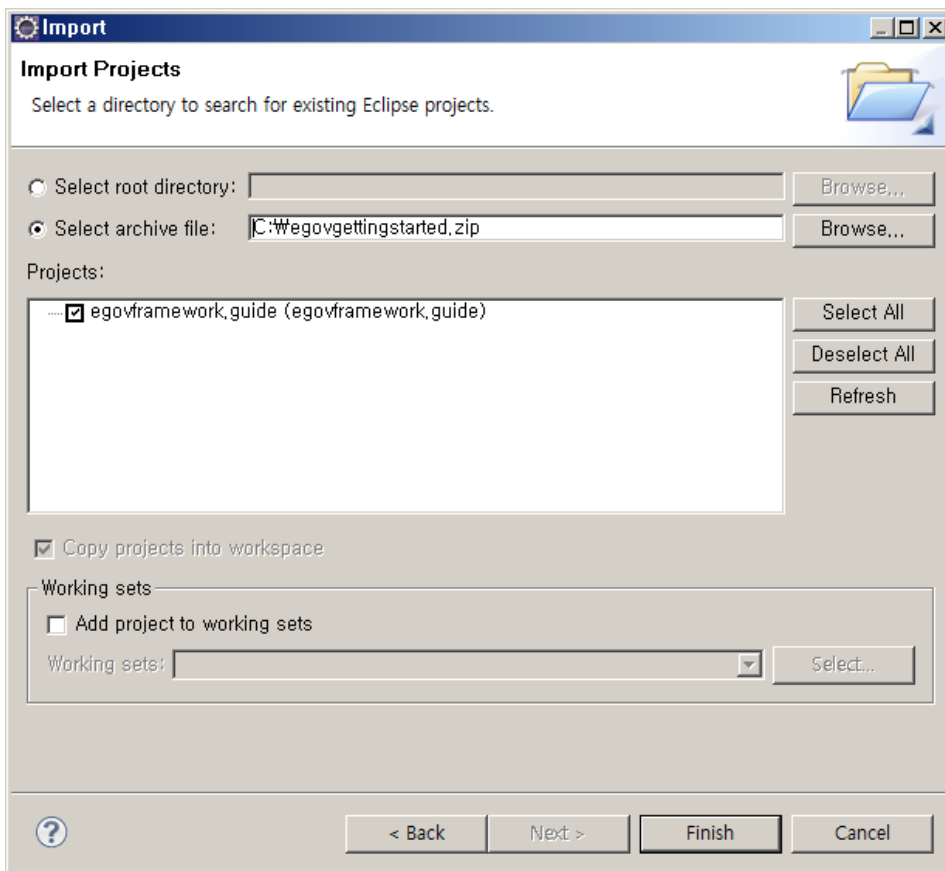 Import
Import Projects
Select a directory to search for existing Eclipse projects.
Select root directory: Browse...
Select archive file: C:₩egovgettingstarted.zip Browse...
Projects:
egovframework.guide (egovframework.guide)
Select All
Deselect All
Refresh
Copy projects into workspace
Working sets
Add project to working sets
Working sets: Select...
? < Back Next > Finish Cancel